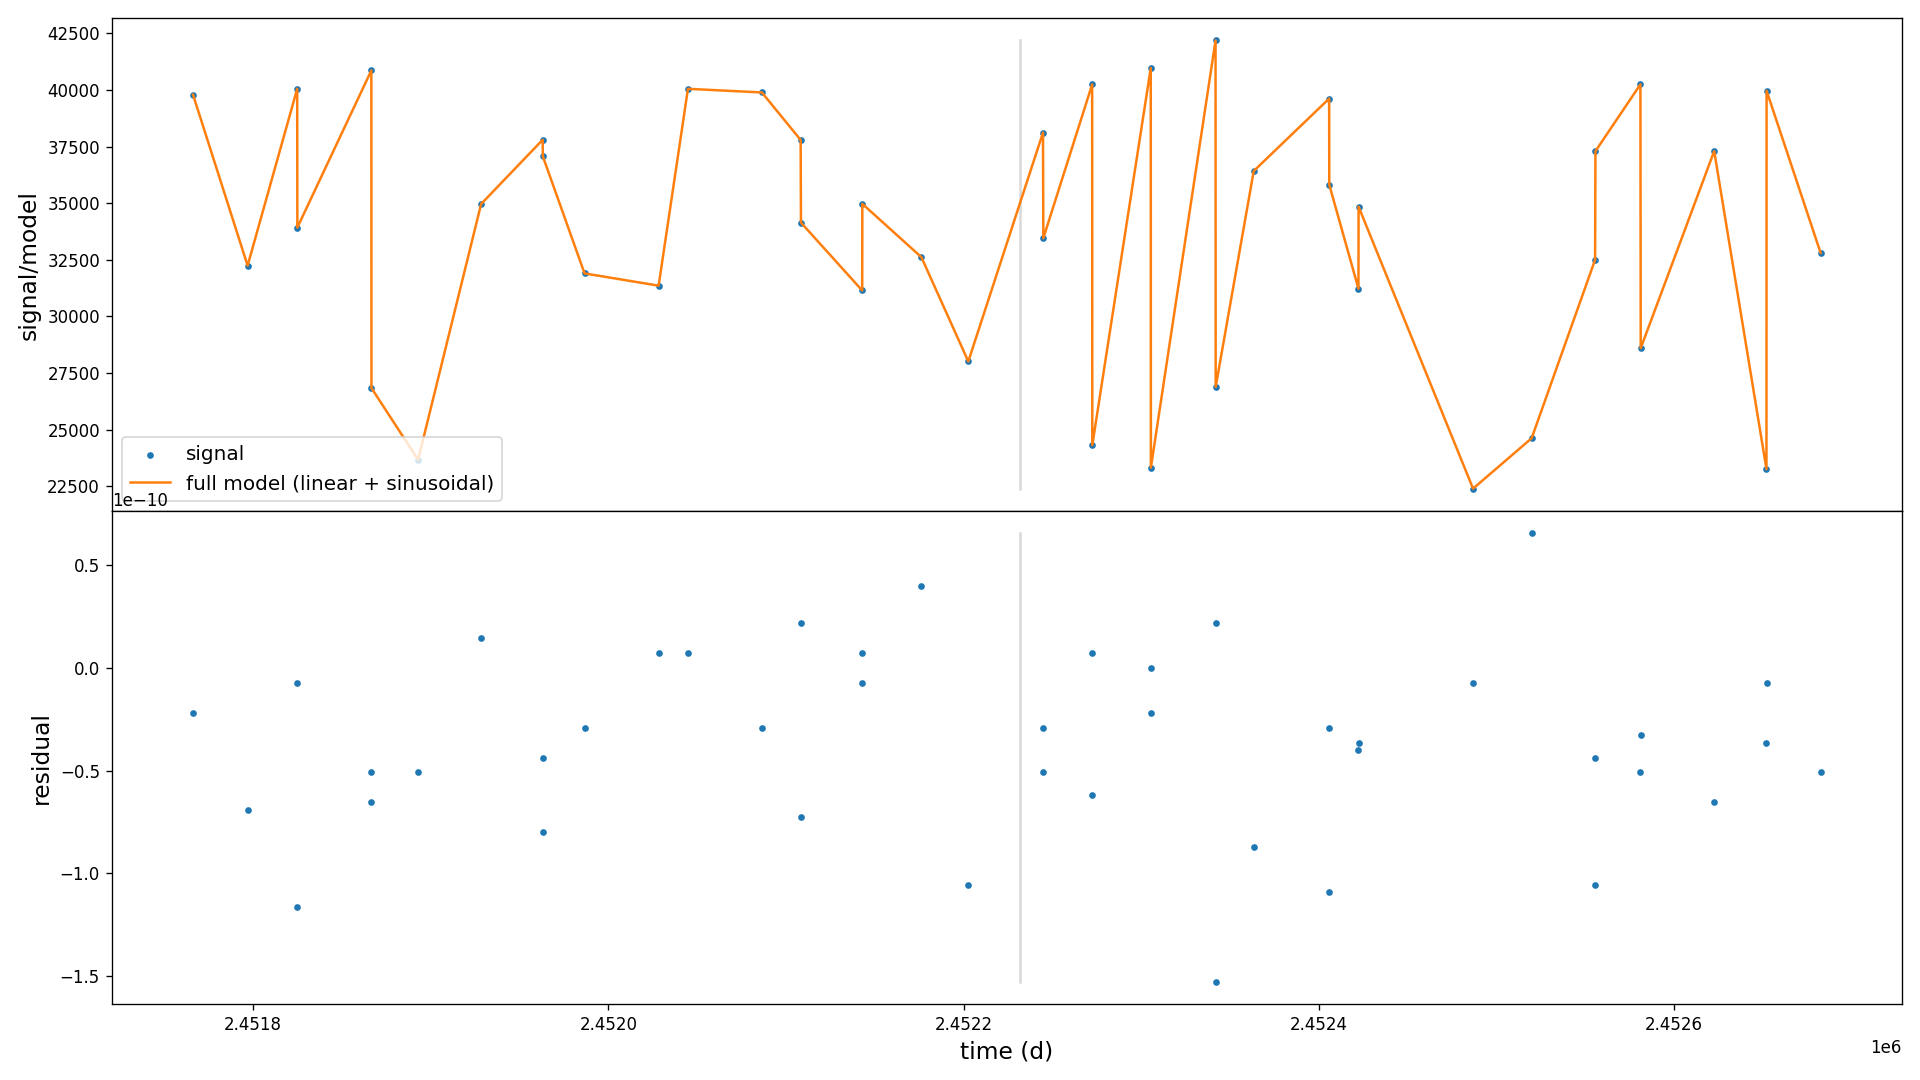 42500
40000
37500
35000
32500
30000
27500
25000
22500
signal/model
signal
full model (linear + sinusoidal)
1e−10
0.5
0.0
−0.5
−1.0
−1.5
residual
2.4518
2.4520
2.4522
2.4524
2.4526
1e6
time (d)